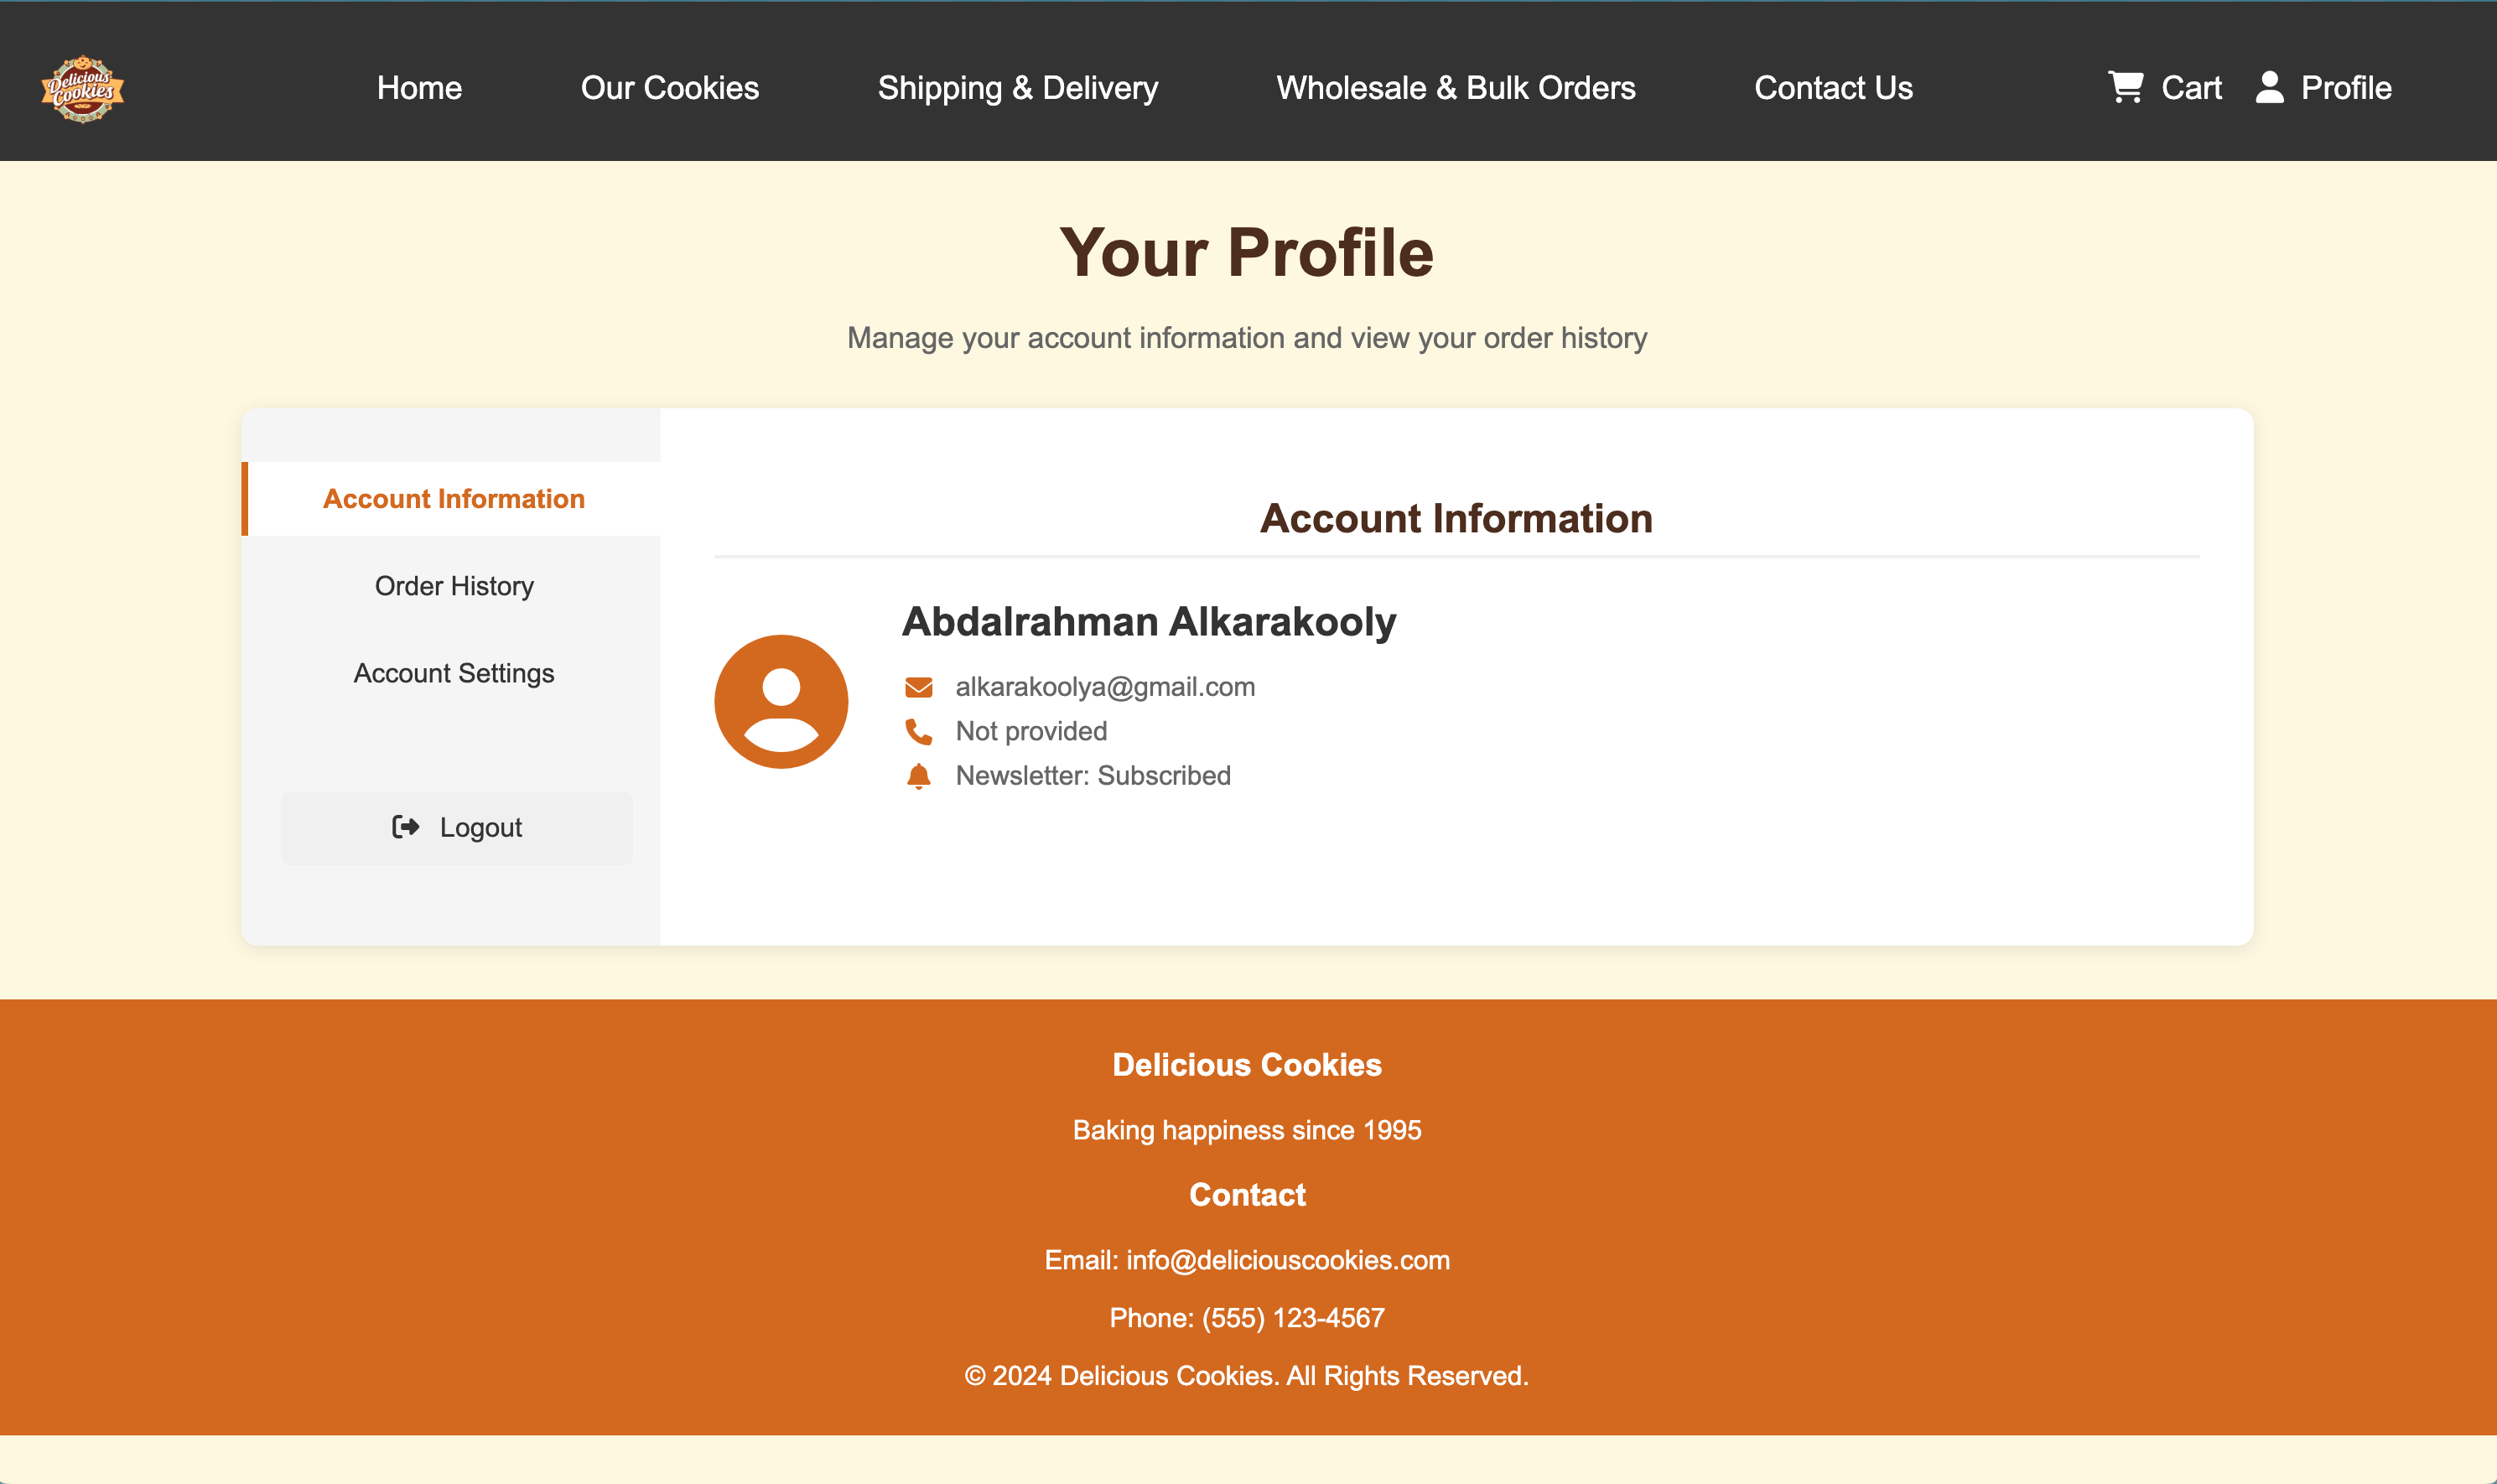 Delicious
Cookies
Home
Our Cookies
Shipping & Delivery
Wholesale & Bulk Orders
Contact Us
Cart
Profile
Your Profile
Manage your account information and view your order history
Account Information
Order History
Account Settings
Logout
Account Information
Abdalrahman Alkarakooly
alkarakoolya@gmail.com
Not provided
Newsletter: Subscribed
Delicious Cookies
Baking happiness since 1995
Contact
Email: info@deliciouscookies.com
Phone: (555) 123-4567
© 2024 Delicious Cookies. All Rights Reserved.